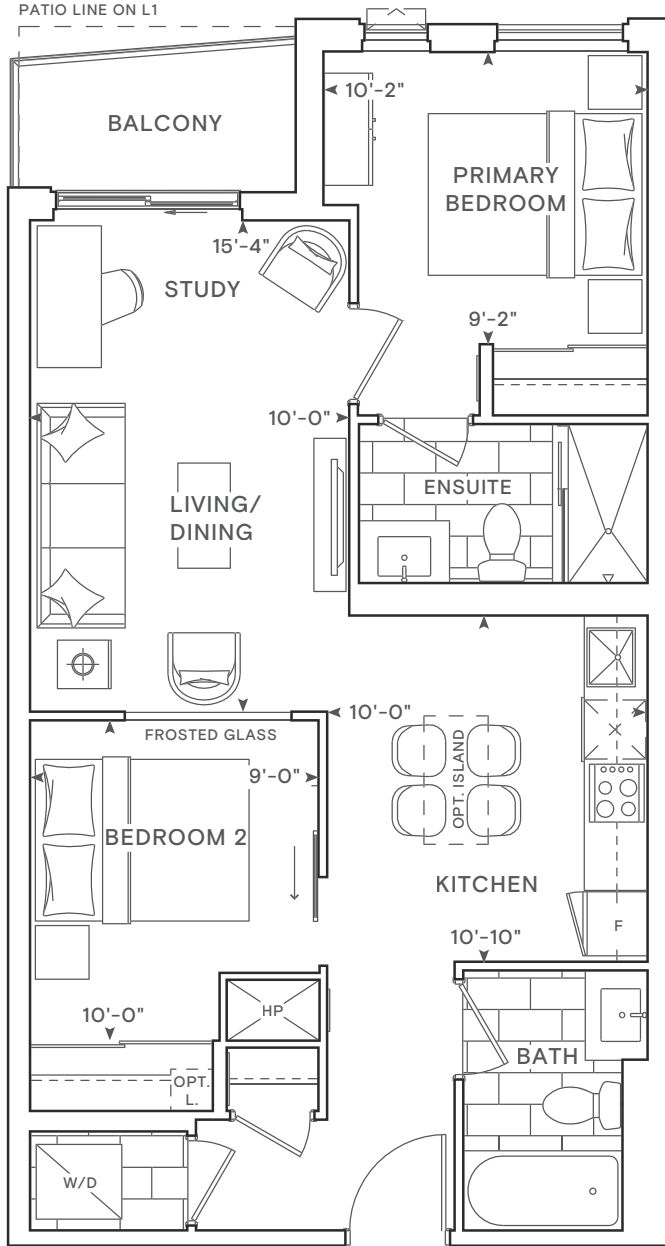 PATIO LINE ON L1
BALCONY
10'-2"
PRIMARY
BEDROOM
15'-4"
STUDY
9'-2"
10'-0"
ENSUITE
LIVING/
DINING
10'-0"
FROSTED GLASS
9'-0"
OPT. ISLAND
BEDROOM 2
KITCHEN
F
10'-10"
10'-0"
HP
BATH
OPT.
L.
W/D